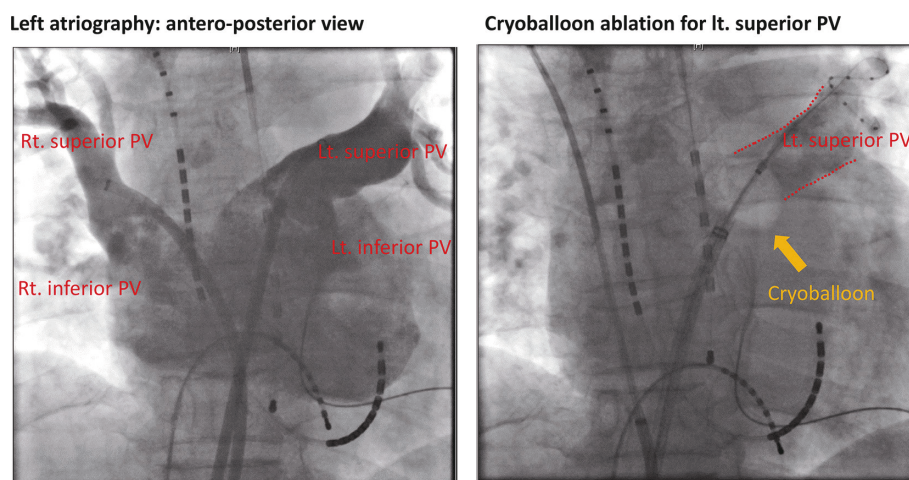 Left atriography: antero-posterior view
Cryoballoon ablation for lt. superior PV
Rt. superior PV
Lt. superior PV
Lt. inferior PV
Rt. inferior PV
Lt. superior PV
Cryoballoon